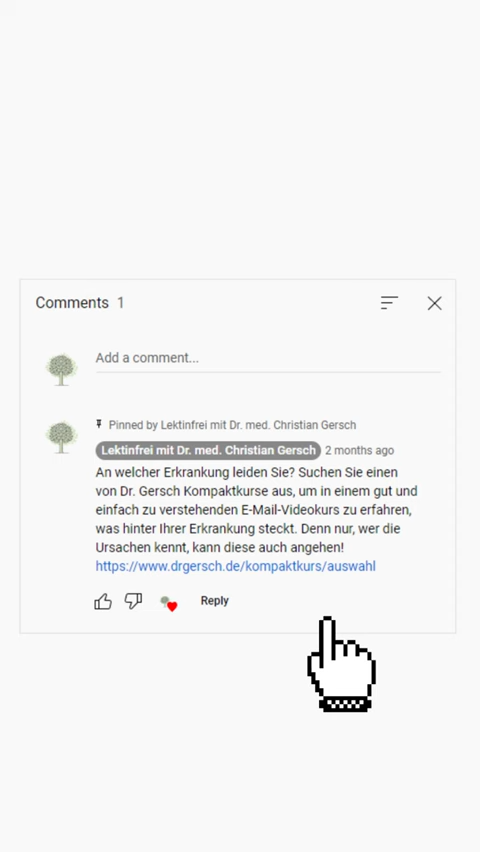 Comments 1
Add a comment...
Pinned by Lektinfrei mit Dr. med. Christian Gersch
Lektinfrei mit Dr. med. Christian Gersch 2 months ago
An welcher Erkrankung leiden Sie? Suchen Sie einen
von Dr. Gersch Kompaktkurse aus, um in einem gut und
einfach zu verstehenden E-Mail-Videokurs zu erfahren,
was hinter Ihrer Erkrankung steckt. Denn nur, wer die
Ursachen kennt, kann diese auch angehen!
https://www.drgersch.de/kompaktkurs/auswahl
Reply